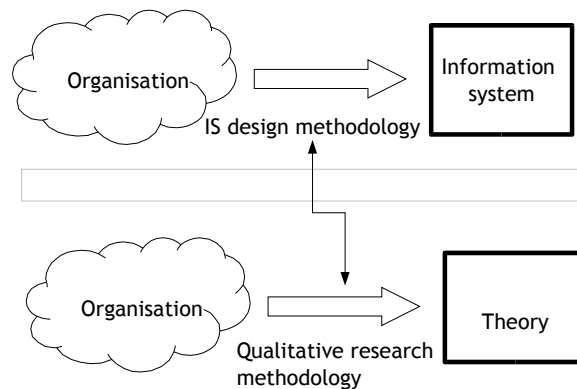 Organisation
Information
system
IS design methodology
Organisation
Theory
Qualitative research
methodology